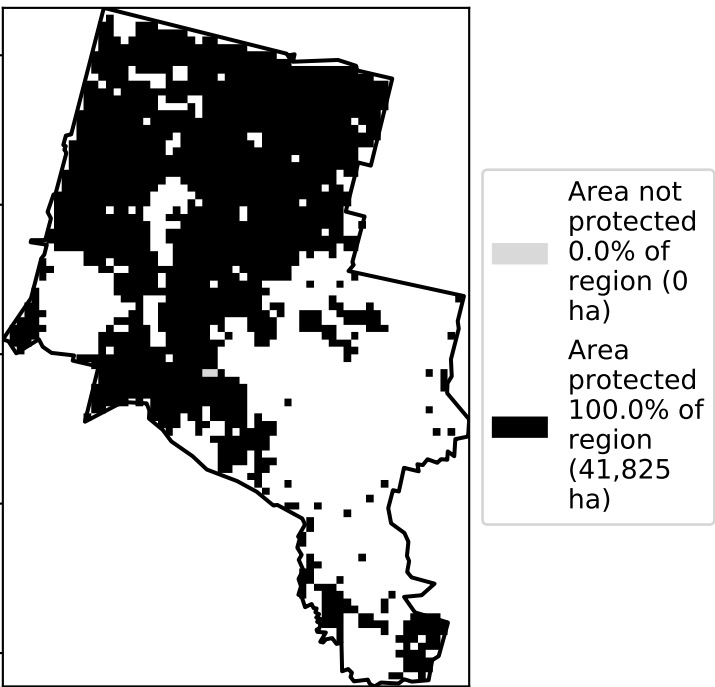 Area not
protected
0.0% of
region (0
ha)
Area
protected
100.0% of
region
(41,825
ha)